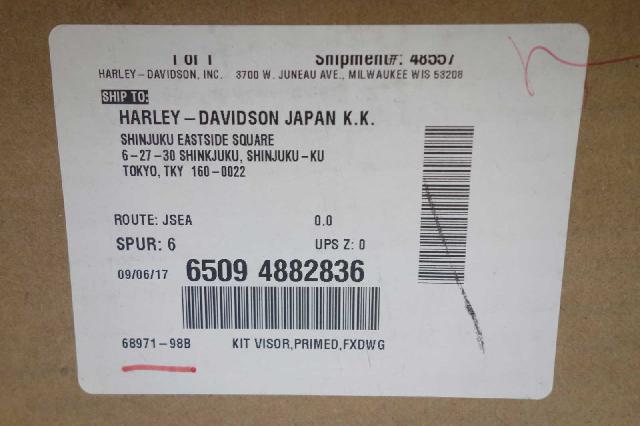 1 of 1 Shipment#: 48557
HARLEY-DAVIDSON, INC. 3700 W. JUNEAU AVE., MILWAUKEE WIS 53208
SHIP TO:
HARLEY-DAVIDSON JAPAN K.K.
SHINJUKU EASTSIDE SQUARE
6-27-30 SHINKJUKU, SHINJUKU-KU
TOKYO, TKY 160-0022
ROUTE: JSEA 0.0
SPUR: 6 UPS Z: 0
09/06/17 6509 4882836
68971-98B KIT VISOR,PRIMED,FXDWG